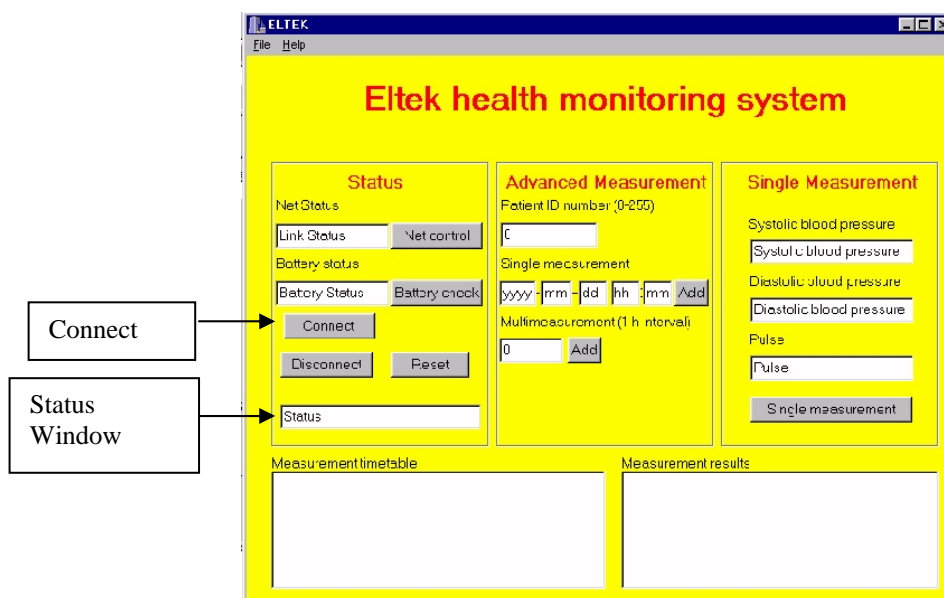 ELTEK
File Help
Eltek health monitoring system
Status
Net Status
Link Status Net control
Battery status
Battery Status Battery check
Connect
Disconnect Reset
Status
Advanced Measurement
Patient ID number (0-255)
0
Single measurement
yyyy - mm - dd hh : mm Add
Multimeasurement (1 h interval)
0 Add
Single Measurement
Systolic blood pressure
Systolic blood pressure
Diastolic blood pressure
Diastolic blood pressure
Pulse
Pulse
Single measurement
Measurement timetable
Measurement results
Connect
Status
Window